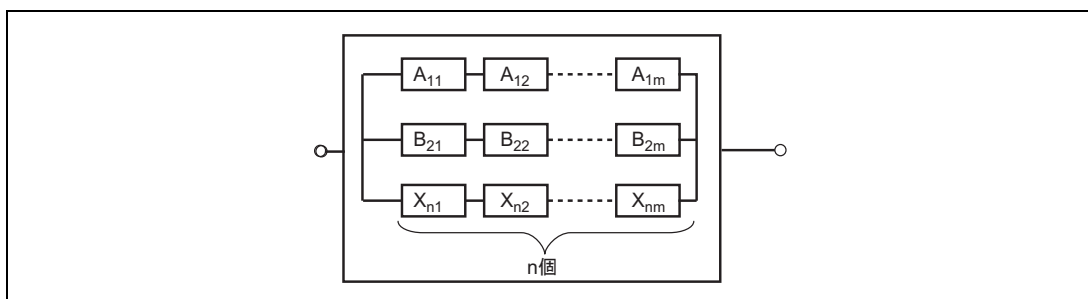 A₁₁ A₁₂ A₁ₘ
B₂₁ B₂₂ B₂ₘ
Xₙ₁ Xₙ₂ Xₙₘ
n個